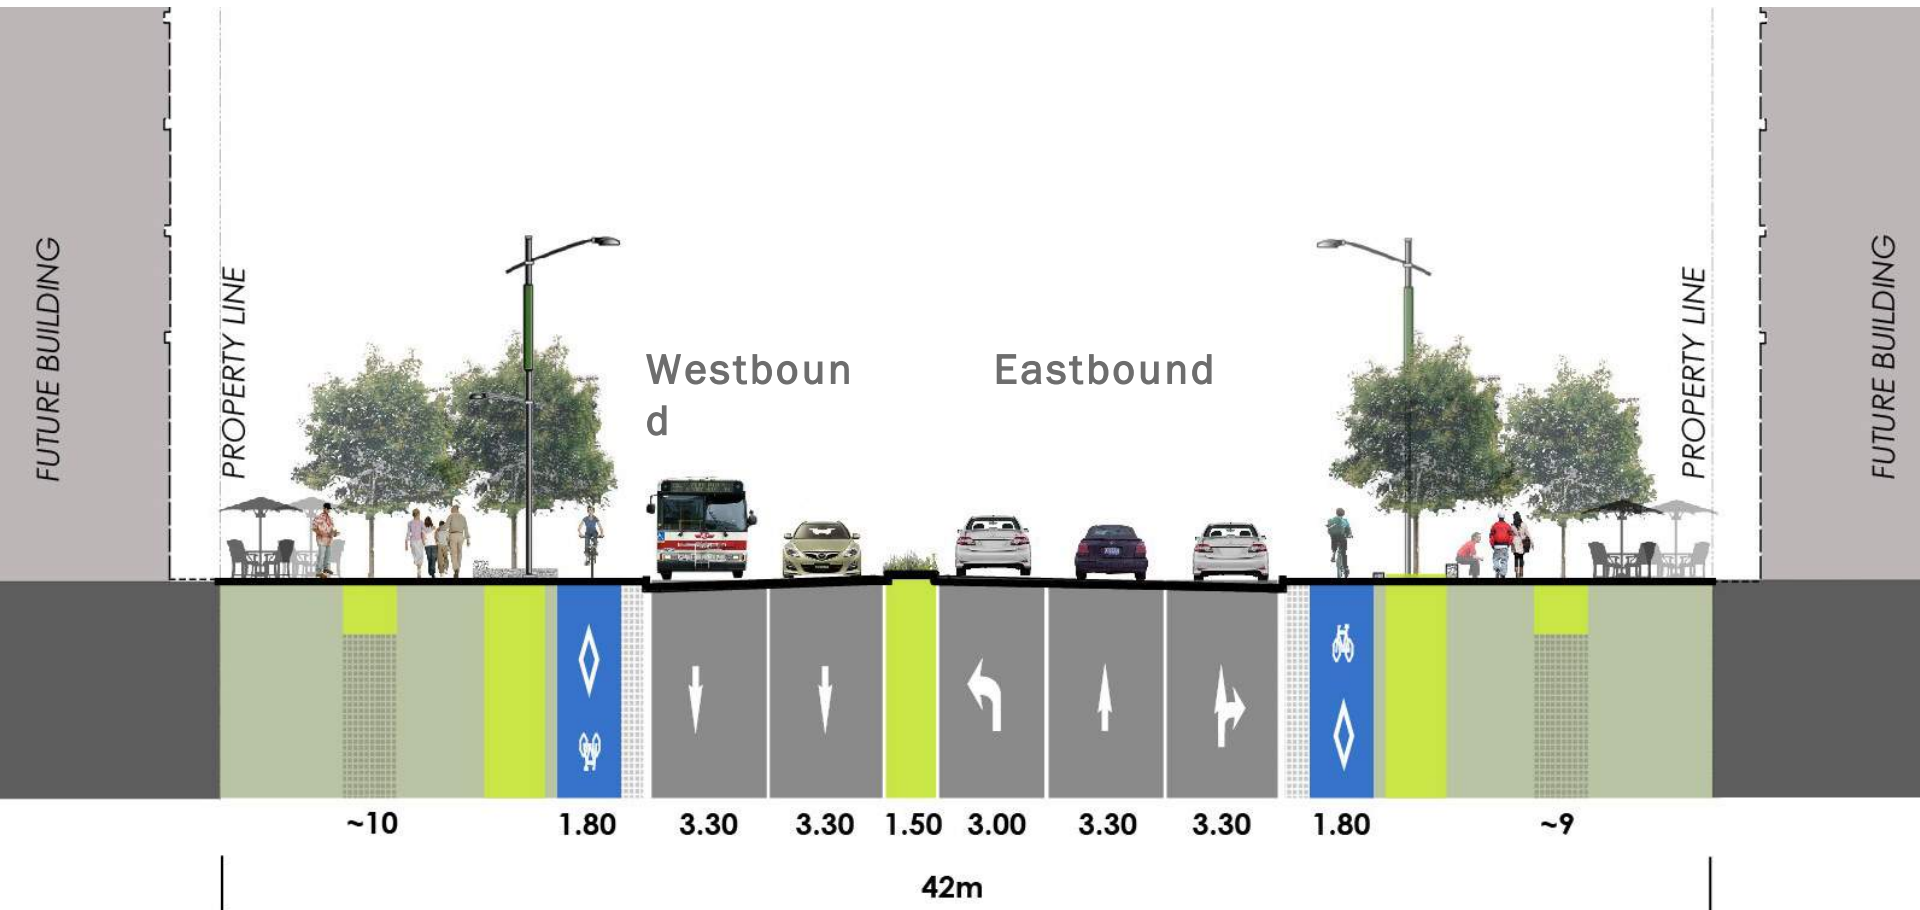 FUTURE BUILDING
PROPERTY LINE
Westboun
d
Eastbound
PROPERTY LINE
FUTURE BUILDING
~10
1.80
3.30
3.30
1.50
3.00
3.30
3.30
1.80
~9
42m